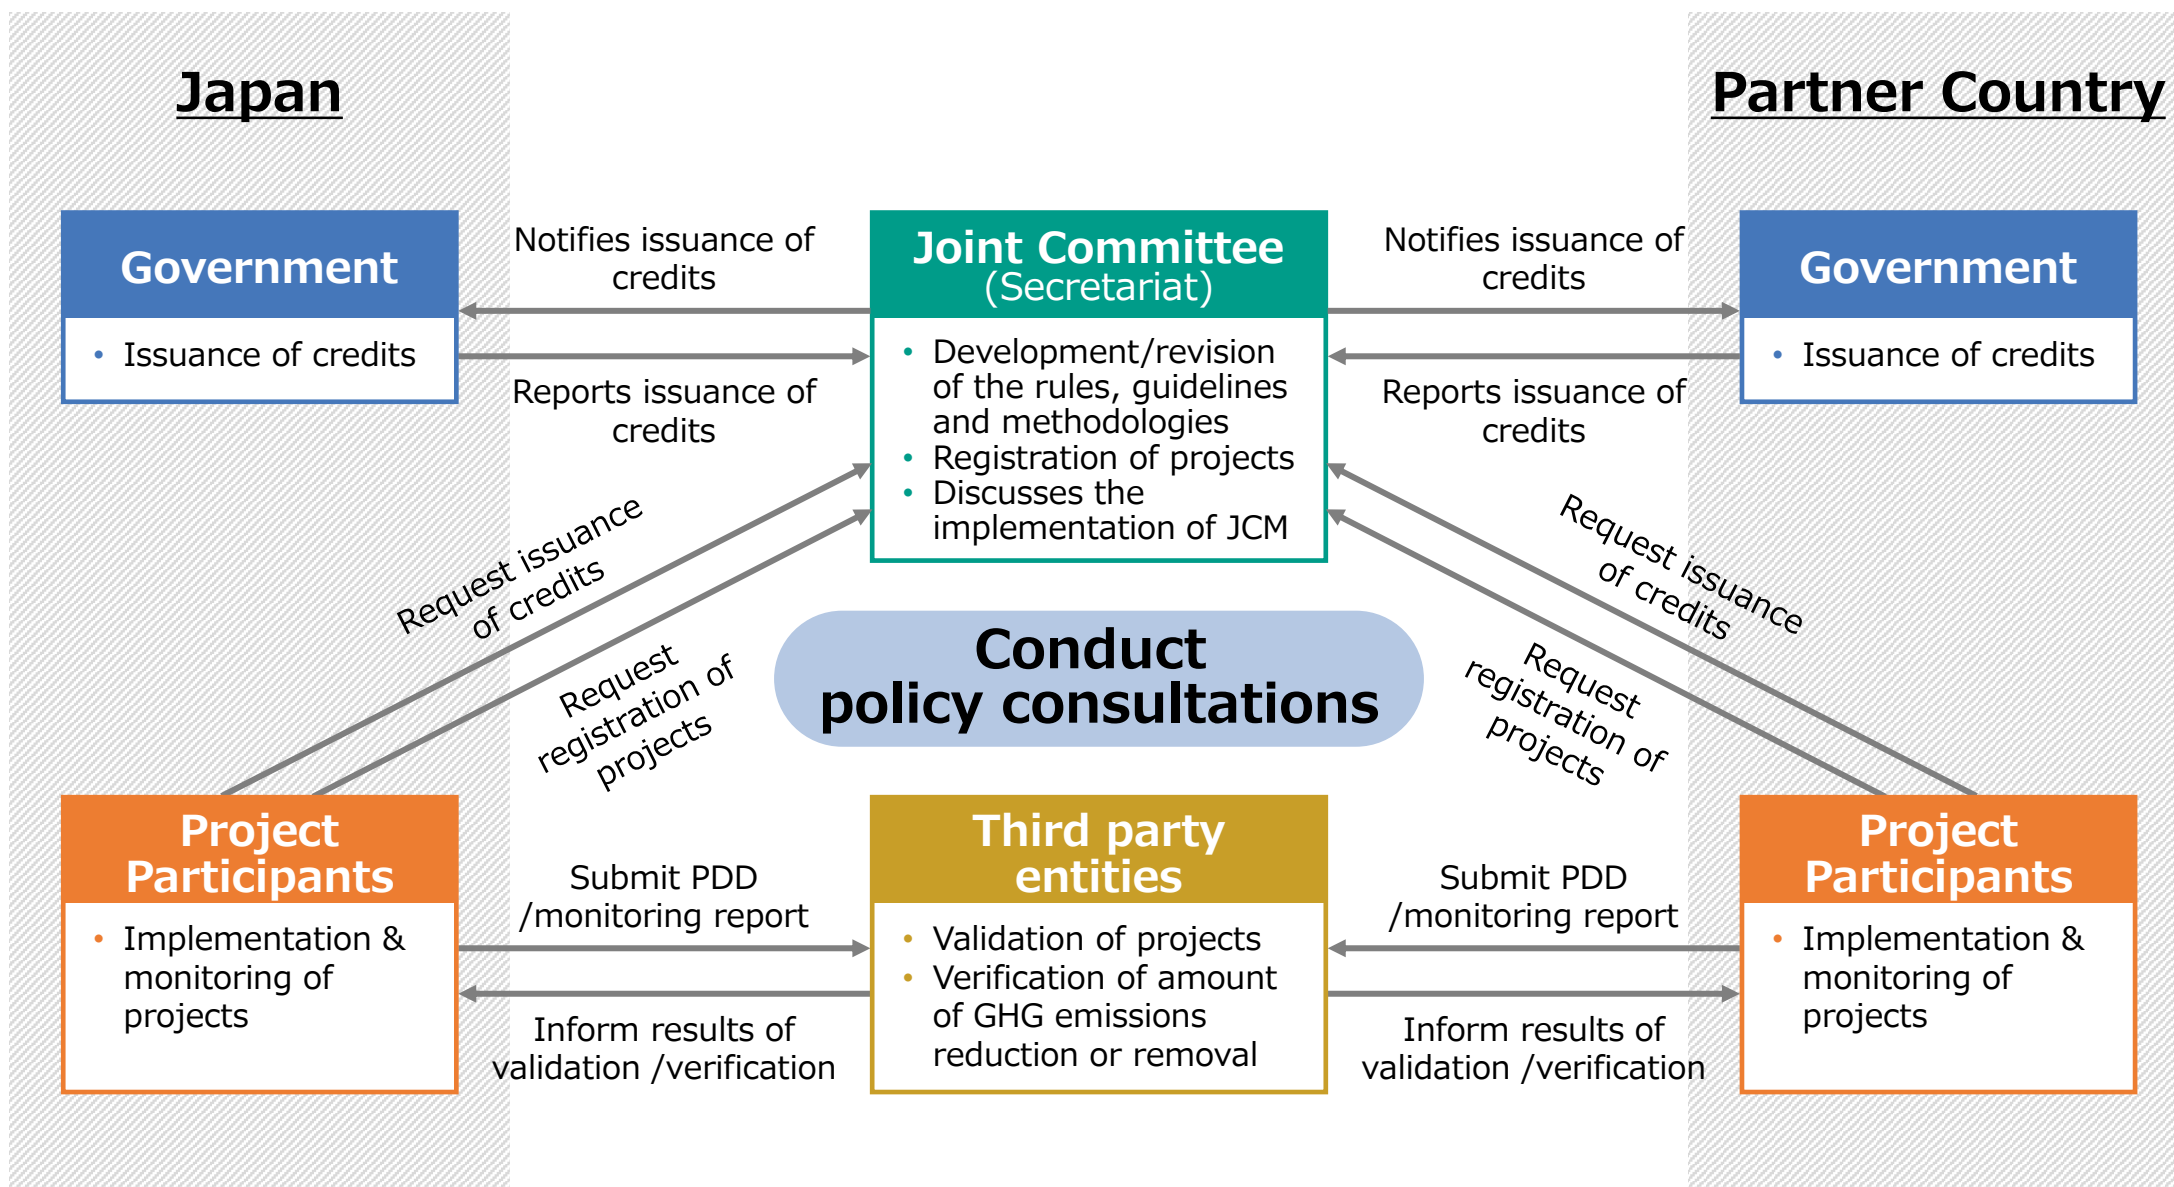 Japan
Partner Country
Government
• Issuance of credits
Notifies issuance of
credits
Reports issuance of
credits
Joint Committee
(Secretariat)
• Development/revision
of the rules, guidelines
and methodologies
• Registration of projects
• Discusses the
implementation of JCM
Notifies issuance of
credits
Reports issuance of
credits
Government
• Issuance of credits
Request issuance
of credits
Request
registration of
projects
Conduct
policy consultations
Request issuance
of credits
Request
registration of
projects
Project
Participants
• Implementation &
monitoring of
projects
Submit PDD
/monitoring report
Inform results of
validation /verification
Third party
entities
• Validation of projects
• Verification of amount
of GHG emissions
reduction or removal
Submit PDD
/monitoring report
Inform results of
validation /verification
Project
Participants
• Implementation &
monitoring of
projects